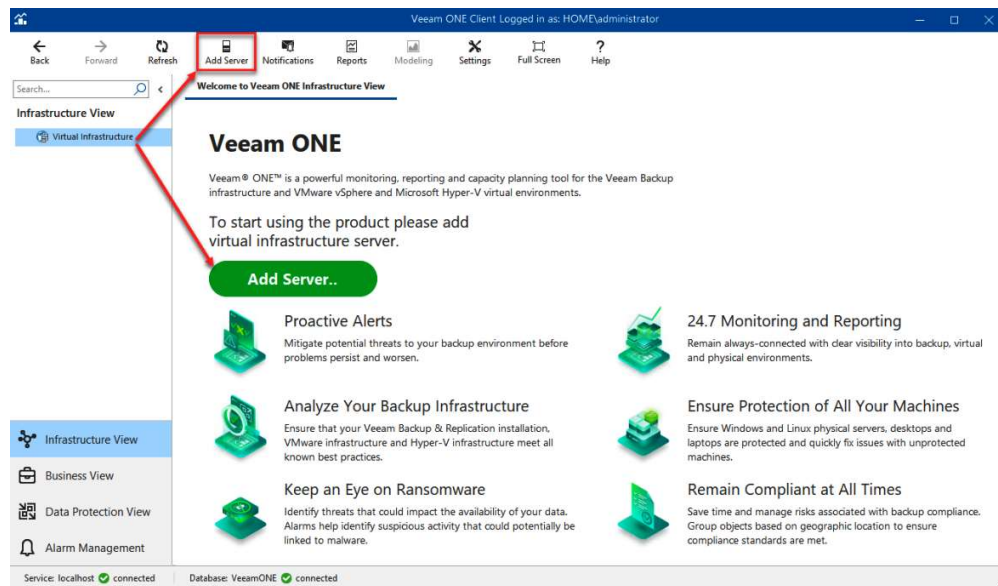 Veeam ONE Client Logged in as: HOME\administrator
Back
Forward
Refresh
Add Server
Notifications
Reports
Modeling
Settings
Full Screen
Help
Search...
Welcome to Veeam ONE Infrastructure View
Infrastructure View
Virtual Infrastructure
Veeam ONE
Veeam® ONE™ is a powerful monitoring, reporting and capacity planning tool for the Veeam Backup
infrastructure and VMware vSphere and Microsoft Hyper-V virtual environments.
To start using the product please add
virtual infrastructure server.
Add Server..
Proactive Alerts
Mitigate potential threats to your backup environment before
problems persist and worsen.
24.7 Monitoring and Reporting
Remain always-connected with clear visibility into backup, virtual
and physical environments.
Analyze Your Backup Infrastructure
Ensure that your Veeam Backup & Replication installation,
VMware infrastructure and Hyper-V infrastructure meet all
known best practices.
Ensure Protection of All Your Machines
Ensure Windows and Linux physical servers, desktops and
laptops are protected and quickly fix issues with unprotected
machines.
Keep an Eye on Ransomware
Identify threats that could impact the availability of your data.
Alarms help identify suspicious activity that could potentially be
linked to malware.
Remain Compliant at All Times
Save time and manage risks associated with backup compliance.
Group objects based on geographic location to ensure
compliance standards are met.
Infrastructure View
Business View
Data Protection View
Alarm Management
Service: localhost connected
Database: VeeamONE connected